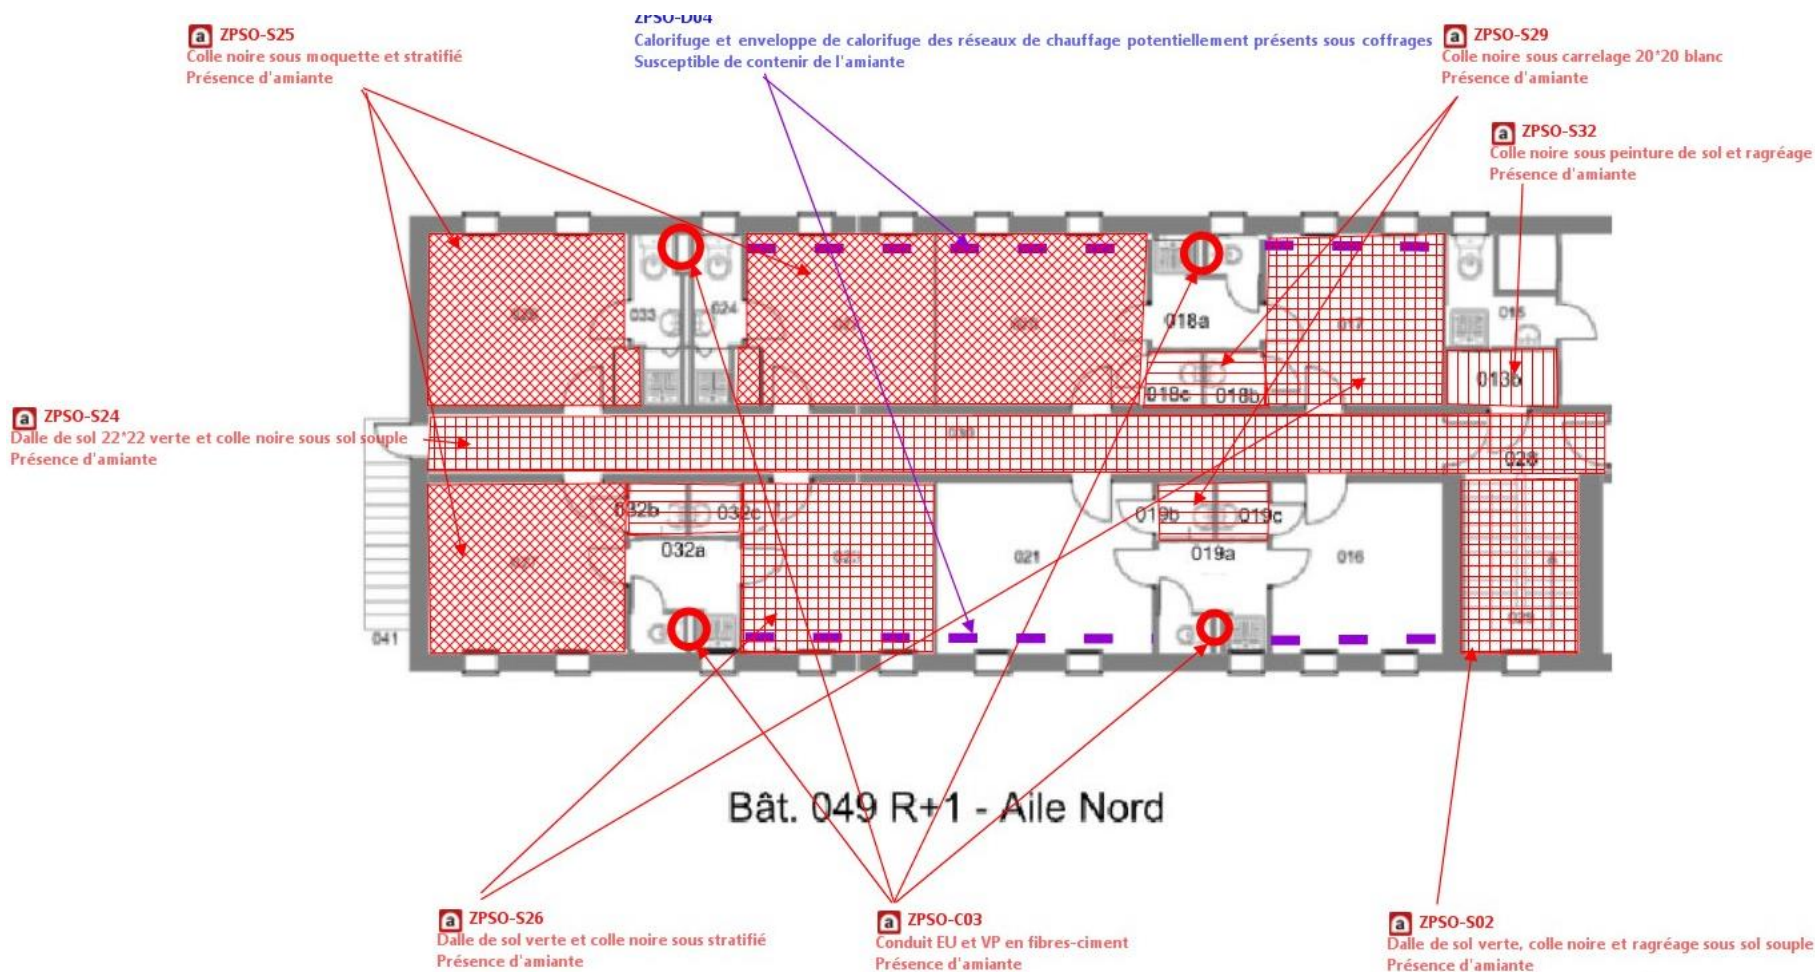 ZPSO-D04
a ZPSO-S25
Colle noire sous moquette et stratifié
Présence d'amiante
Calorifuge et enveloppe de calorifuge des réseaux de chauffage potentiellement présents sous coffrages
Susceptible de contenir de l'amiante
a ZPSO-S29
Colle noire sous carrelage 20*20 blanc
Présence d'amiante
a ZPSO-S32
Colle noire sous peinture de sol et ragréage
Présence d'amiante
033
024
018a
017
015
018c
018b
013b
a ZPSO-S24
Dalle de sol 22*22 verte et colle noire sous sol souple
Présence d'amiante
030
028
032b
032c
019b
019c
032a
021
019a
016
041
Bât. 049 R+1 - Aile Nord
a ZPSO-S26
Dalle de sol verte et colle noire sous stratifié
Présence d'amiante
a ZPSO-C03
Conduit EU et VP en fibres-ciment
Présence d'amiante
a ZPSO-S02
Dalle de sol verte, colle noire et ragréage sous sol souple
Présence d'amiante